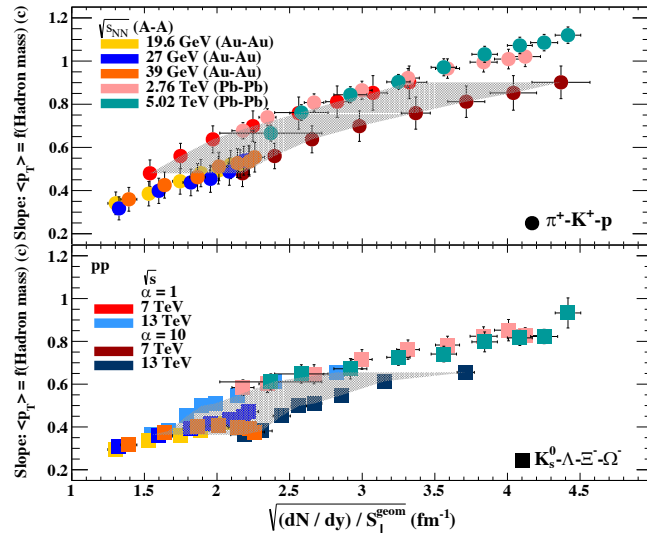 Slope: <p_T> = f(Hadron mass) (c)
1.2
1
0.8
0.6
0.4
0.2
√s_NN (A-A)
19.6 GeV (Au-Au)
27 GeV (Au-Au)
39 GeV (Au-Au)
2.76 TeV (Pb-Pb)
5.02 TeV (Pb-Pb)
π⁺-K⁺-p
Slope: <p_T> = f(Hadron mass) (c)
1.2
1
0.8
0.6
0.4
0.2
pp
√s
α = 1
7 TeV
13 TeV
α = 10
7 TeV
13 TeV
K⁰_s-Λ-Ξ⁻-Ω⁻
1 1.5 2 2.5 3 3.5 4 4.5
√(dN / dy) / S_⊥^geom (fm⁻¹)